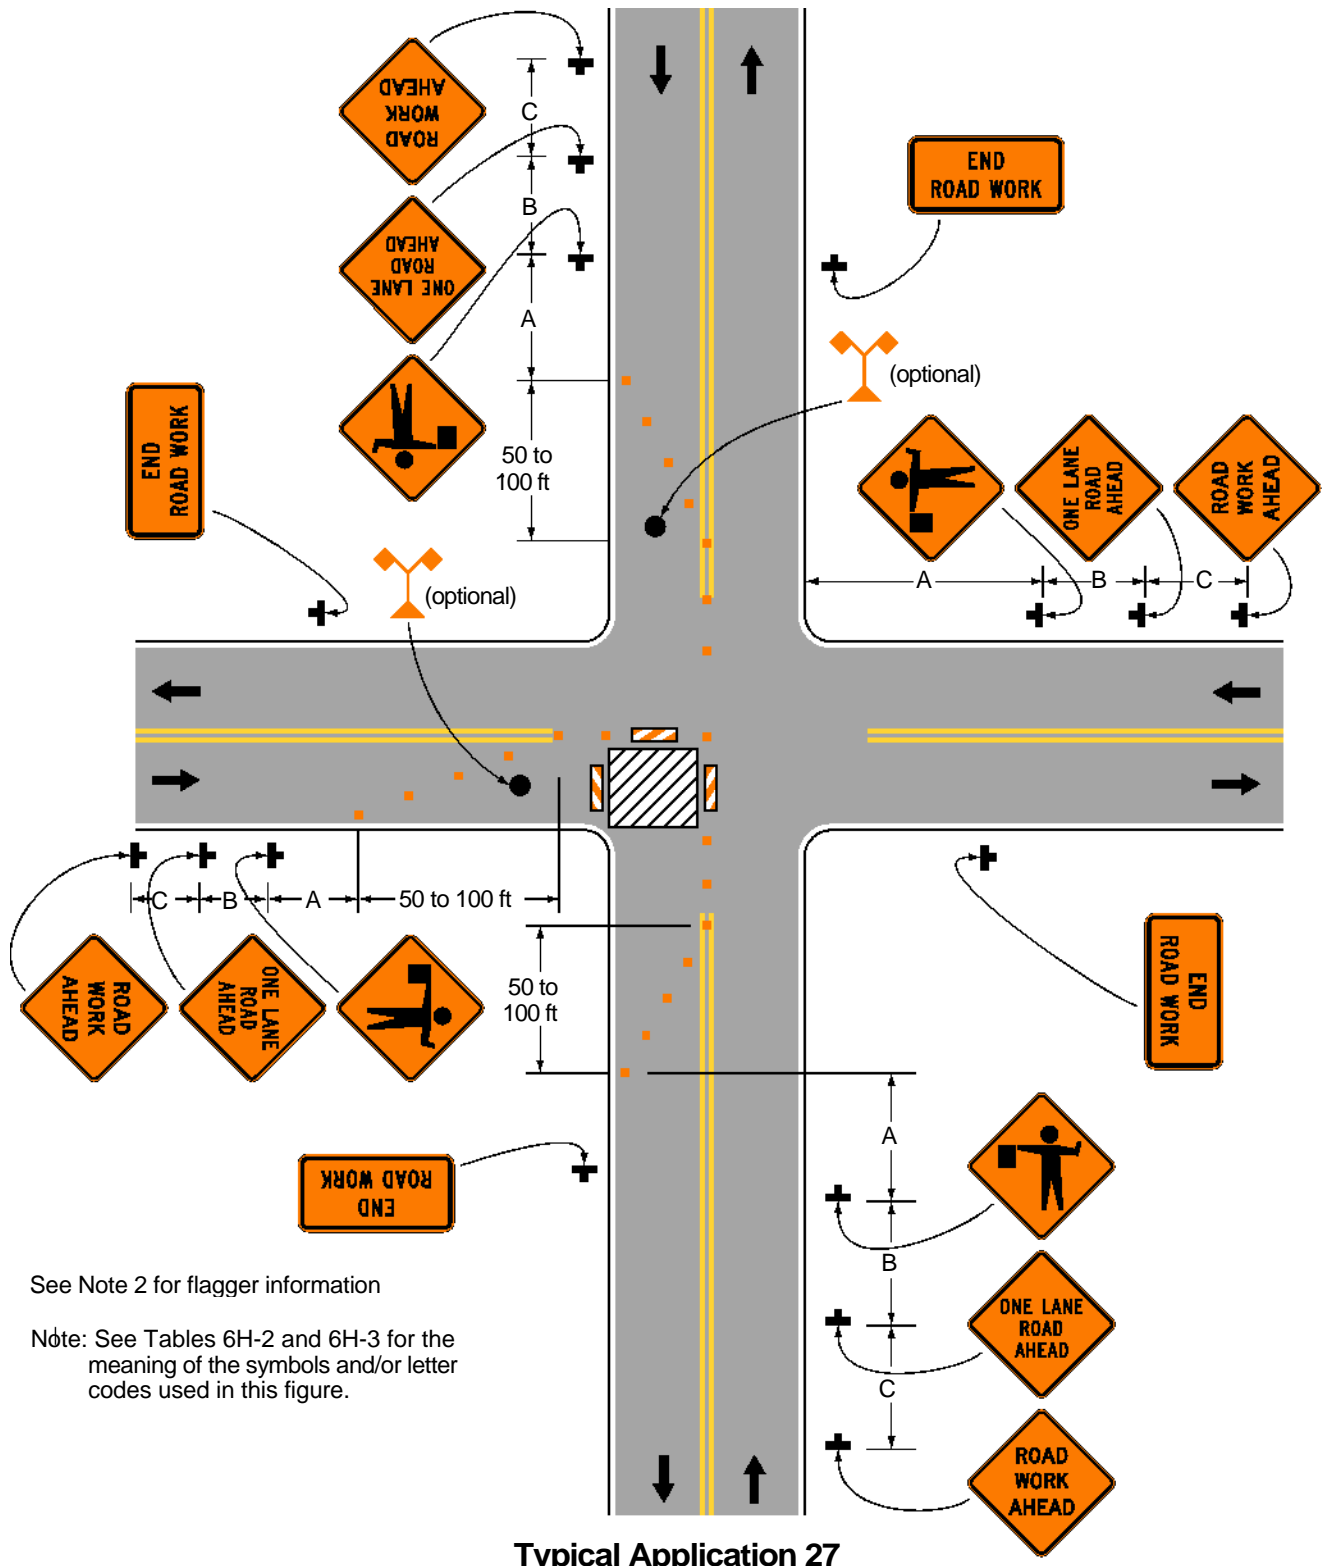 ROAD
WORK
AHEAD
C
END
ROAD WORK
B
ONE LANE
ROAD
AHEAD
A
(optional)
END
ROAD WORK
50 to
100 ft
ONE LANE
ROAD
AHEAD
ROAD
WORK
AHEAD
(optional)
A
B
C
C
B
A
50 to 100 ft
ROAD
WORK
AHEAD
ONE LANE
ROAD
AHEAD
50 to
100 ft
END
ROAD WORK
A
END
ROAD WORK
B
See Note 2 for flagger information
ONE LANE
ROAD
AHEAD
Note: See Tables 6H-2 and 6H-3 for the
meaning of the symbols and/or letter
codes used in this figure.
C
ROAD
WORK
AHEAD
Typical Application 27